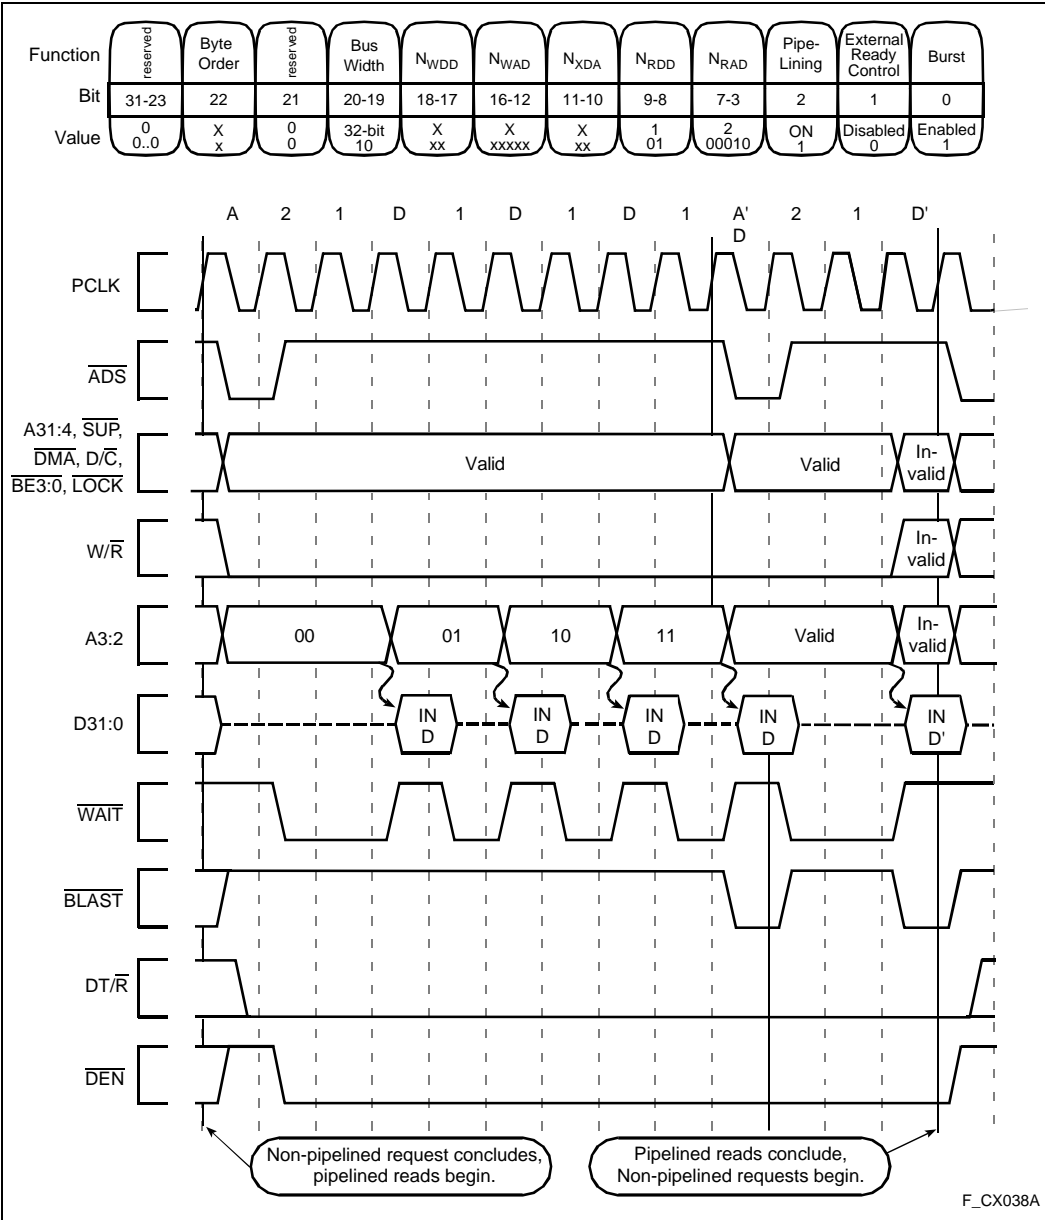 Function reserved Byte Order reserved Bus Width NWDD NWAD NXDA NRDD NRAD Pipe-Lining External Ready Control Burst
Bit 31-23 22 21 20-19 18-17 16-12 11-10 9-8 7-3 2 1 0
Value 0 X 0 32-bit X X X 1 2 ON Disabled Enabled
0..0 x 0 10 xx xxxxx xx 01 00010 1 0 1
A 2 1 D 1 D 1 D 1 A' 2 1 D'
D
PCLK
ADS
A31:4, SUP,
DMA, D/C,
BE3:0, LOCK
Valid Valid In-
valid
W/R In-
valid
A3:2 00 01 10 11 Valid In-
valid
D31:0 IN IN IN IN IN
D D D D D'
WAIT
BLAST
DT/R
DEN
Non-pipelined request concludes,
pipelined reads begin.
Pipelined reads conclude,
Non-pipelined requests begin.
F_CX038A